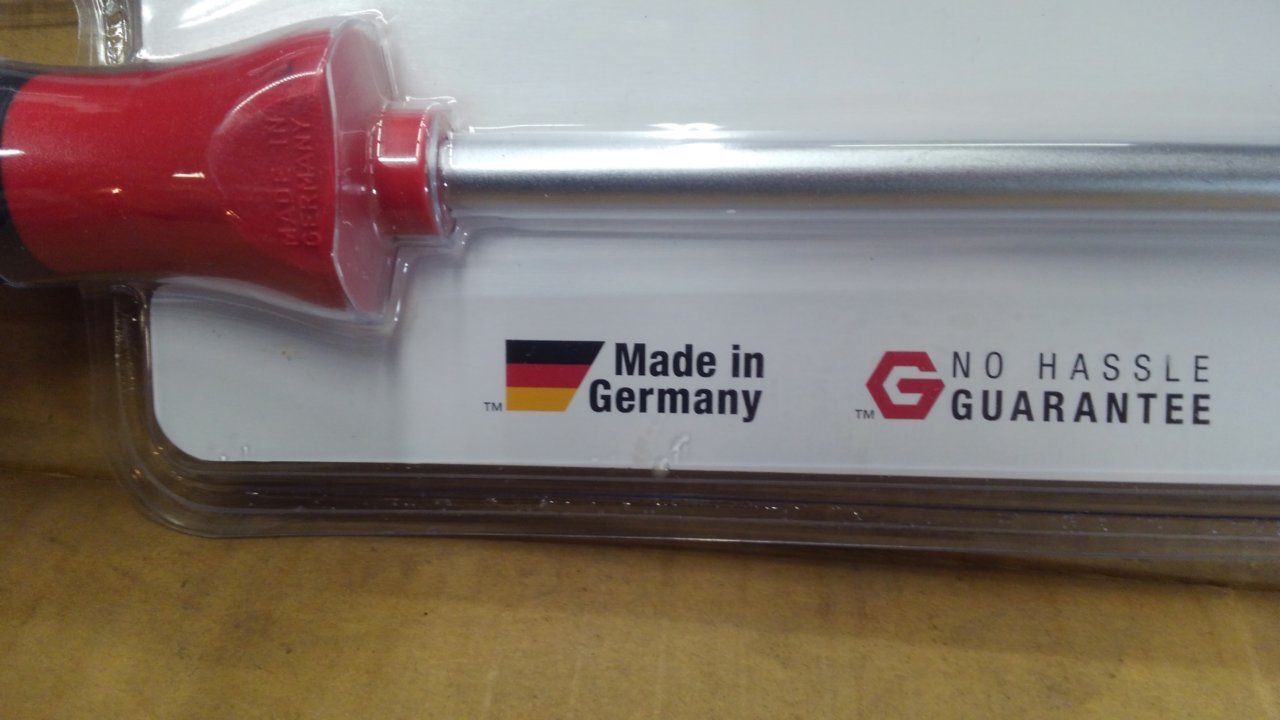 MADE IN
GERMANY
TM
Made in
Germany
TM
G
NO HASSLE
GUARANTEE